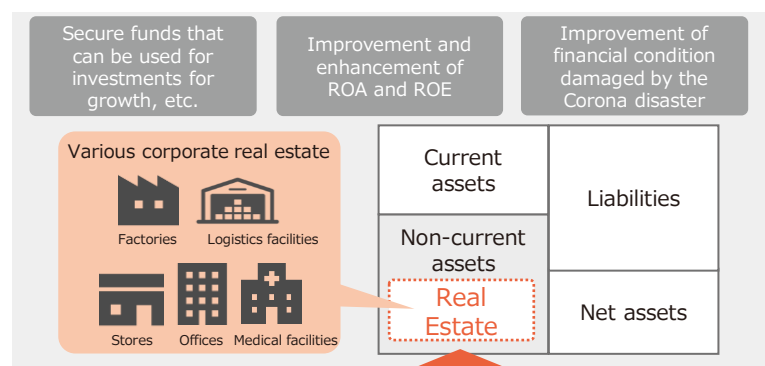 Secure funds that
can be used for
investments for
growth, etc.
Improvement and
enhancement of
ROA and ROE
Improvement of
financial condition
damaged by the
Corona disaster
Various corporate real estate
Factories
Logistics facilities
Stores
Offices
Medical facilities
Current
assets
Non-current
assets
Real
Estate
Liabilities
Net assets